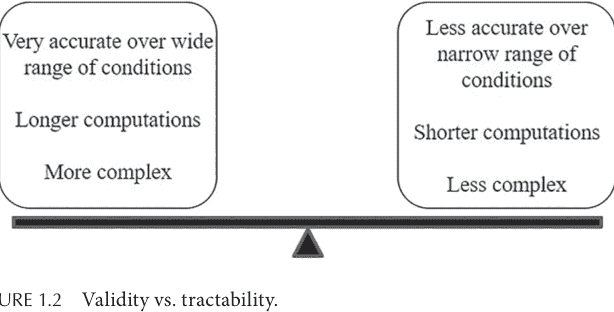 Very accurate over wide
range of conditions
Longer computations
More complex
Less accurate over
narrow range of
conditions
Shorter computations
Less complex
URE 1.2 Validity vs. tractability.